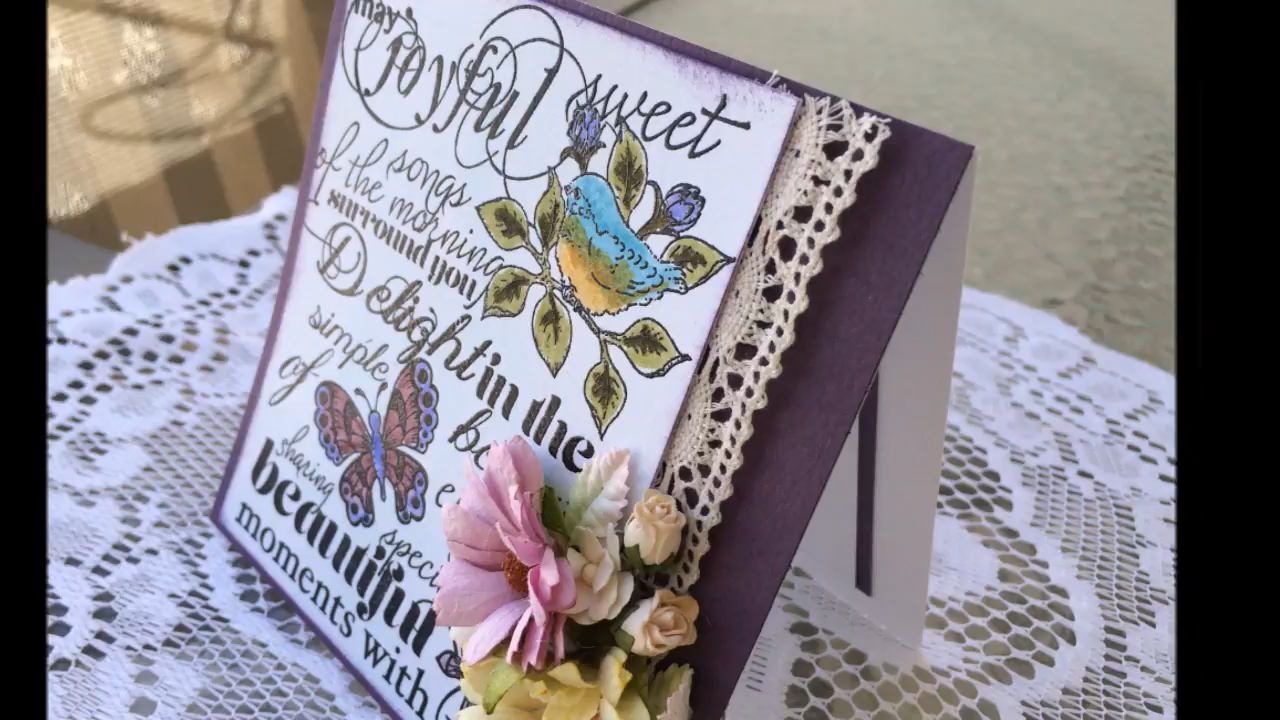 may
joyful sweet
songs
of the morning
surround you
Delight in the
simple
of
sharing
beautiful
moments with